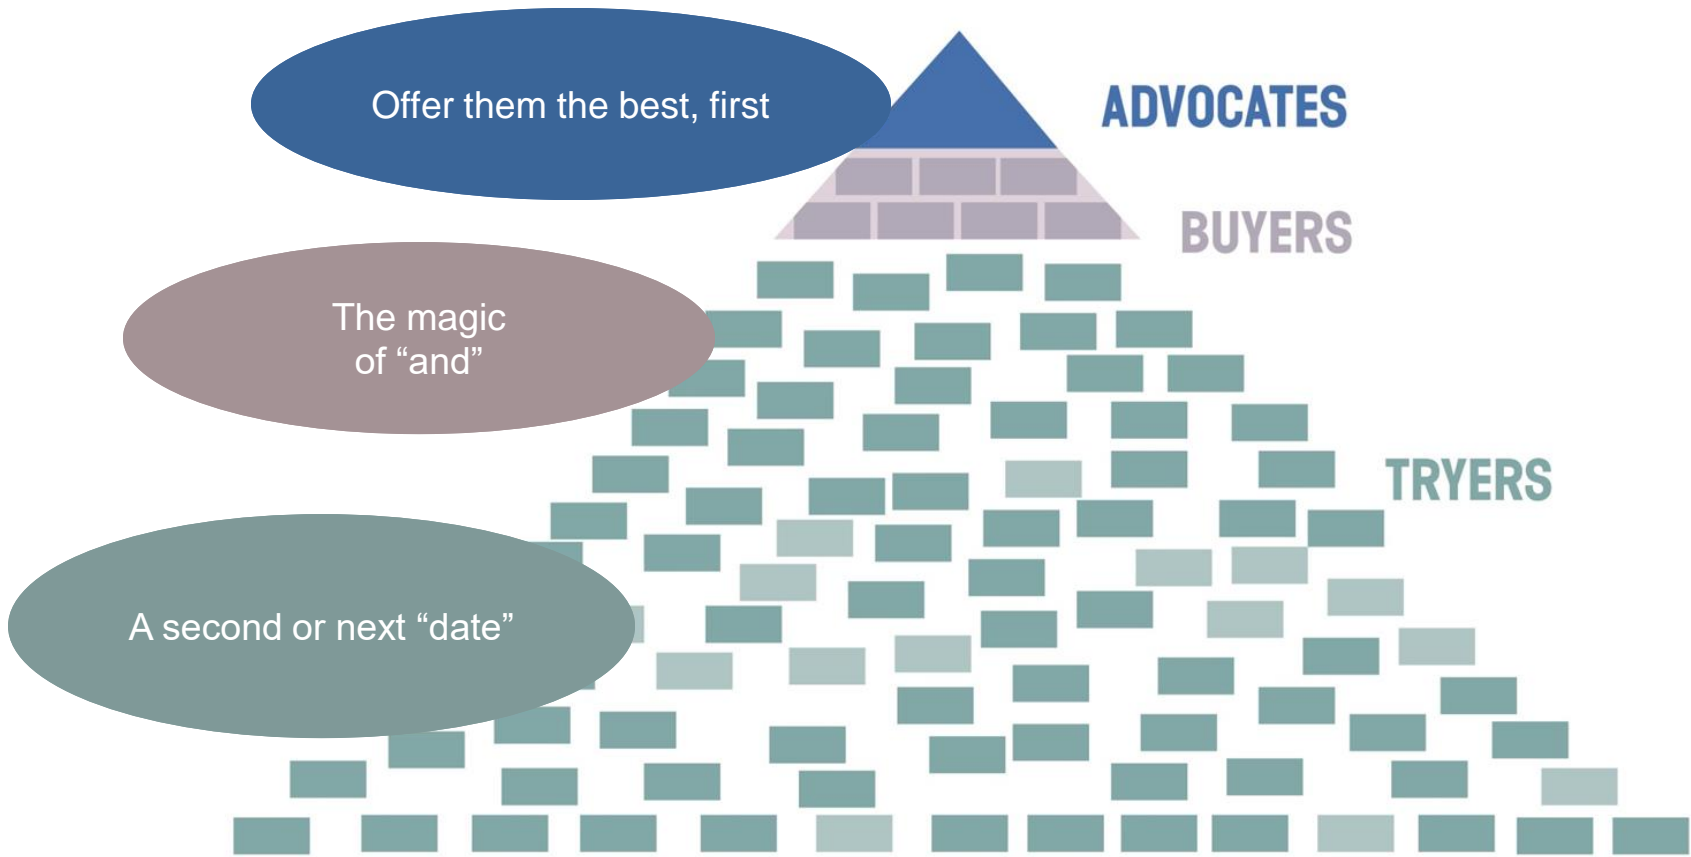 Offer them the best, first
ADVOCATES
BUYERS
The magic
of “and”
TRYERS
A second or next “date”